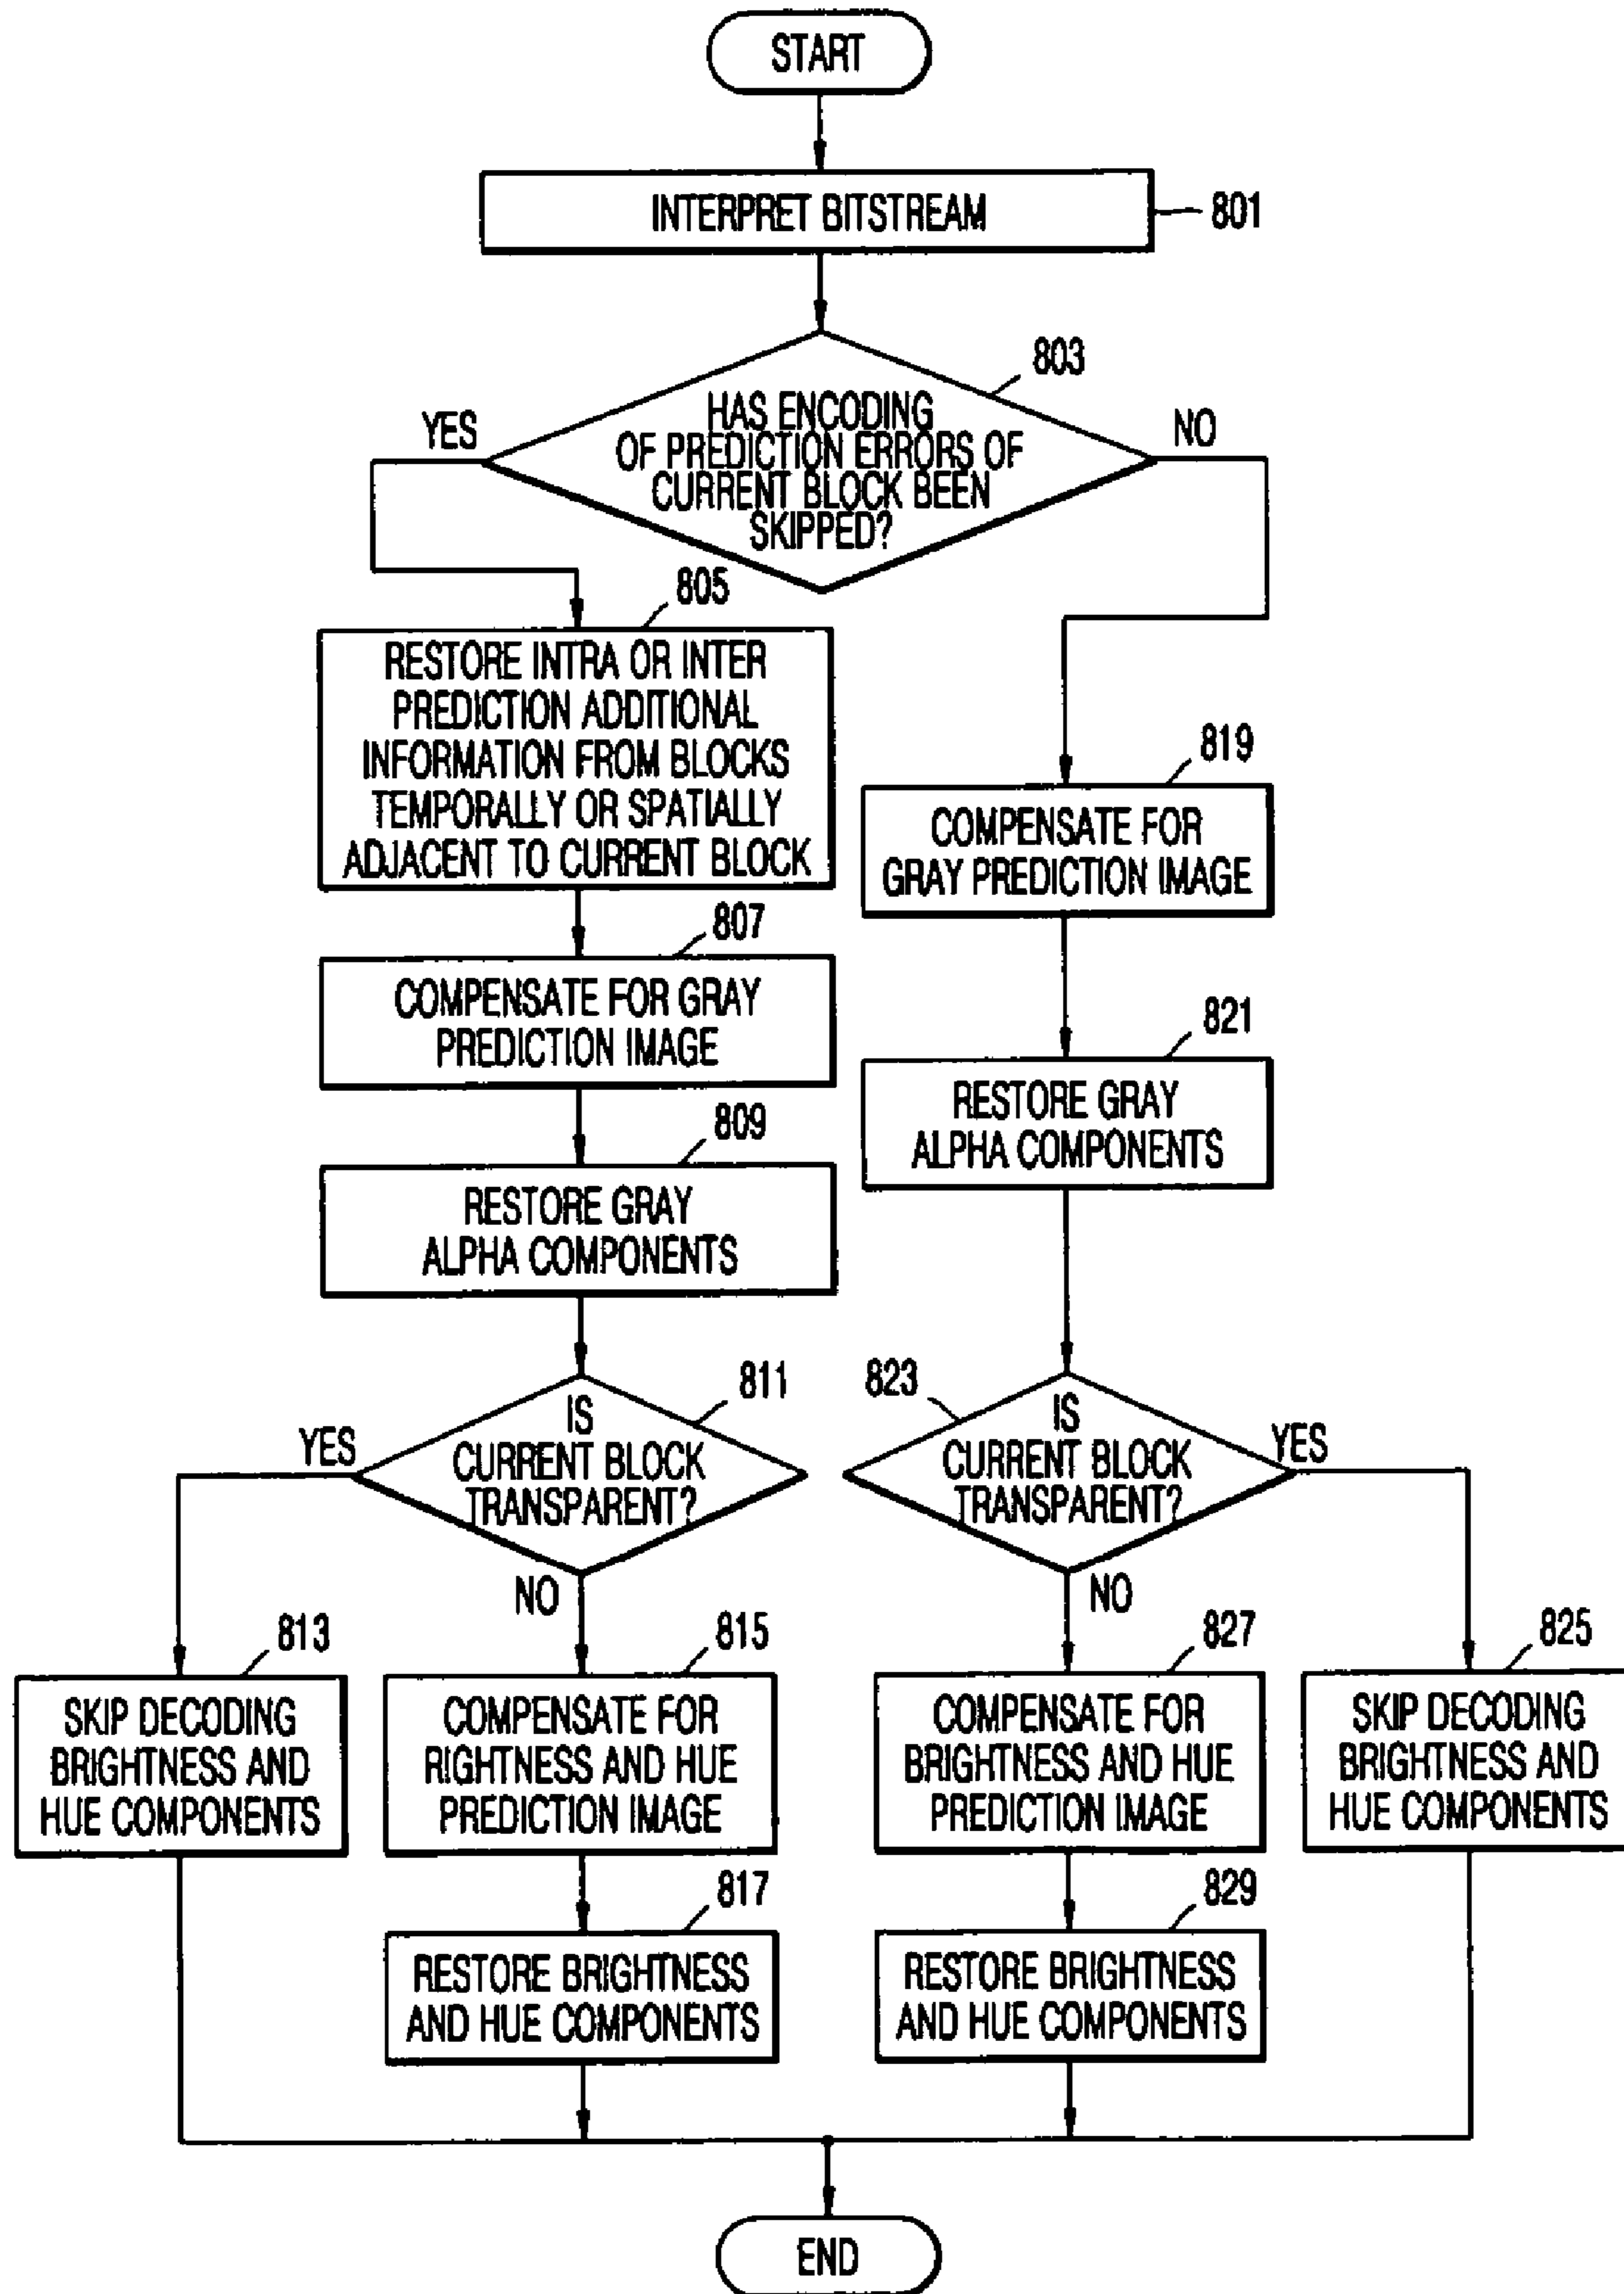 START
INTERPRET BITSTREAM
801
803
HAS ENCODING
OF PREDICTION ERRORS OF
CURRENT BLOCK BEEN
SKIPPED?
YES
NO
805
RESTORE INTRA OR INTER
PREDICTION ADDITIONAL
INFORMATION FROM BLOCKS
TEMPORALLY OR SPATIALLY
ADJACENT TO CURRENT BLOCK
807
COMPENSATE FOR GRAY
PREDICTION IMAGE
809
RESTORE GRAY
ALPHA COMPONENTS
811
IS
CURRENT BLOCK
TRANSPARENT?
YES
NO
813
SKIP DECODING
BRIGHTNESS AND
HUE COMPONENTS
815
COMPENSATE FOR
RIGHTNESS AND HUE
PREDICTION IMAGE
817
RESTORE BRIGHTNESS
AND HUE COMPONENTS
819
COMPENSATE FOR
GRAY PREDICTION IMAGE
821
RESTORE GRAY
ALPHA COMPONENTS
823
IS
CURRENT BLOCK
TRANSPARENT?
YES
NO
827
COMPENSATE FOR
BRIGHTNESS AND HUE
PREDICTION IMAGE
829
RESTORE BRIGHTNESS
AND HUE COMPONENTS
825
SKIP DECODING
BRIGHTNESS AND
HUE COMPONENTS
END